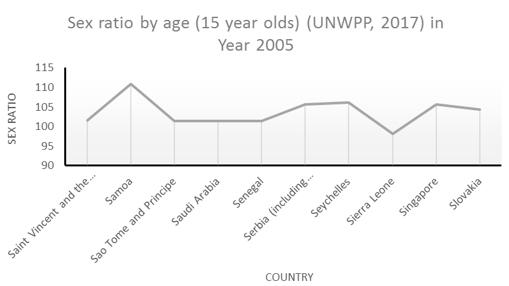 Sex ratio by age (15 year olds) (UNWPP, 2017) in
Year 2005
115
110
105
100
95
90
SEX RATIO
Saint Vincent and the...
Samoa
Sao Tome and Principe
Saudi Arabia
Senegal
Serbia (including...
Seychelles
Sierra Leone
Singapore
Slovakia
COUNTRY